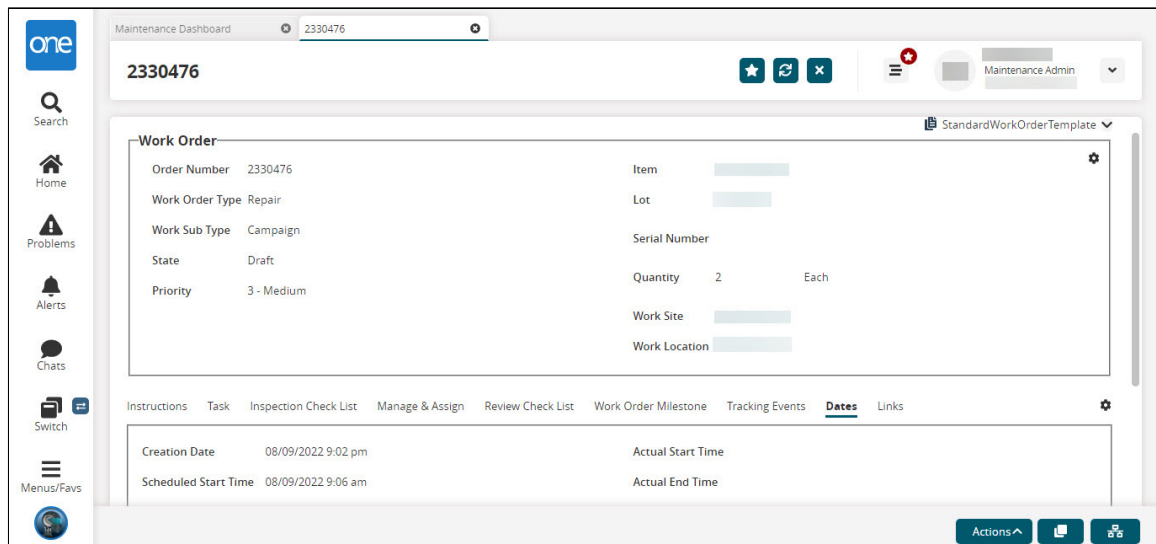 one
Search
Home
Problems
Alerts
Chats
Switch
Menus/Favs
Maintenance Dashboard
2330476
2330476
Maintenance Admin
StandardWorkOrderTemplate
Work Order
Order Number 2330476
Work Order Type Repair
Work Sub Type Campaign
State Draft
Priority 3 - Medium
Item
Lot
Serial Number
Quantity 2 Each
Work Site
Work Location
Instructions Task Inspection Check List Manage & Assign Review Check List Work Order Milestone Tracking Events Dates Links
Creation Date 08/09/2022 9:02 pm
Scheduled Start Time 08/09/2022 9:06 am
Actual Start Time
Actual End Time
Actions